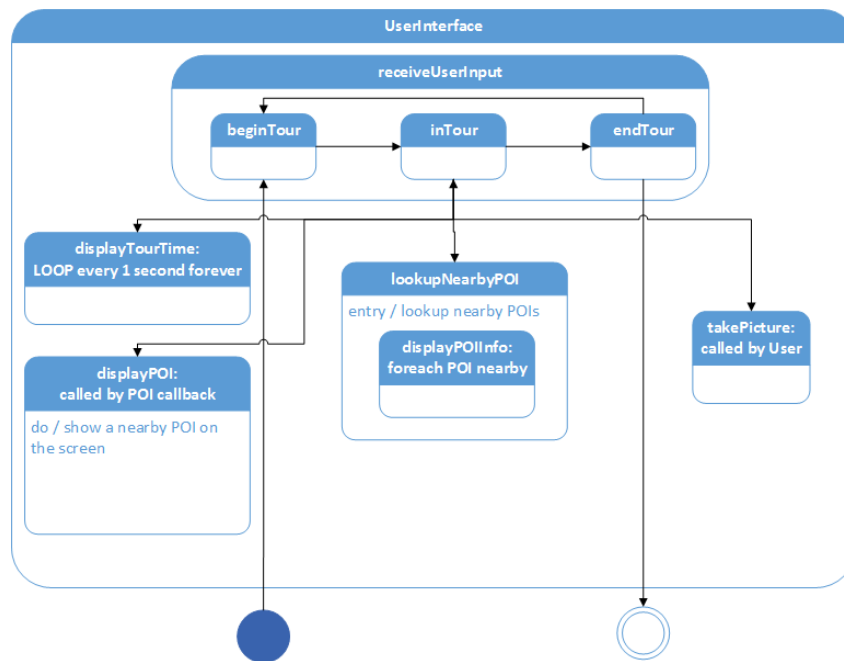 UserInterface
receiveUserInput
beginTour
inTour
endTour
displayTourTime:
LOOP every 1 second forever
lookupNearbyPOI
entry / lookup nearby POIs
displayPOIInfo:
foreach POI nearby
takePicture:
called by User
displayPOI:
called by POI callback
do / show a nearby POI on
the screen